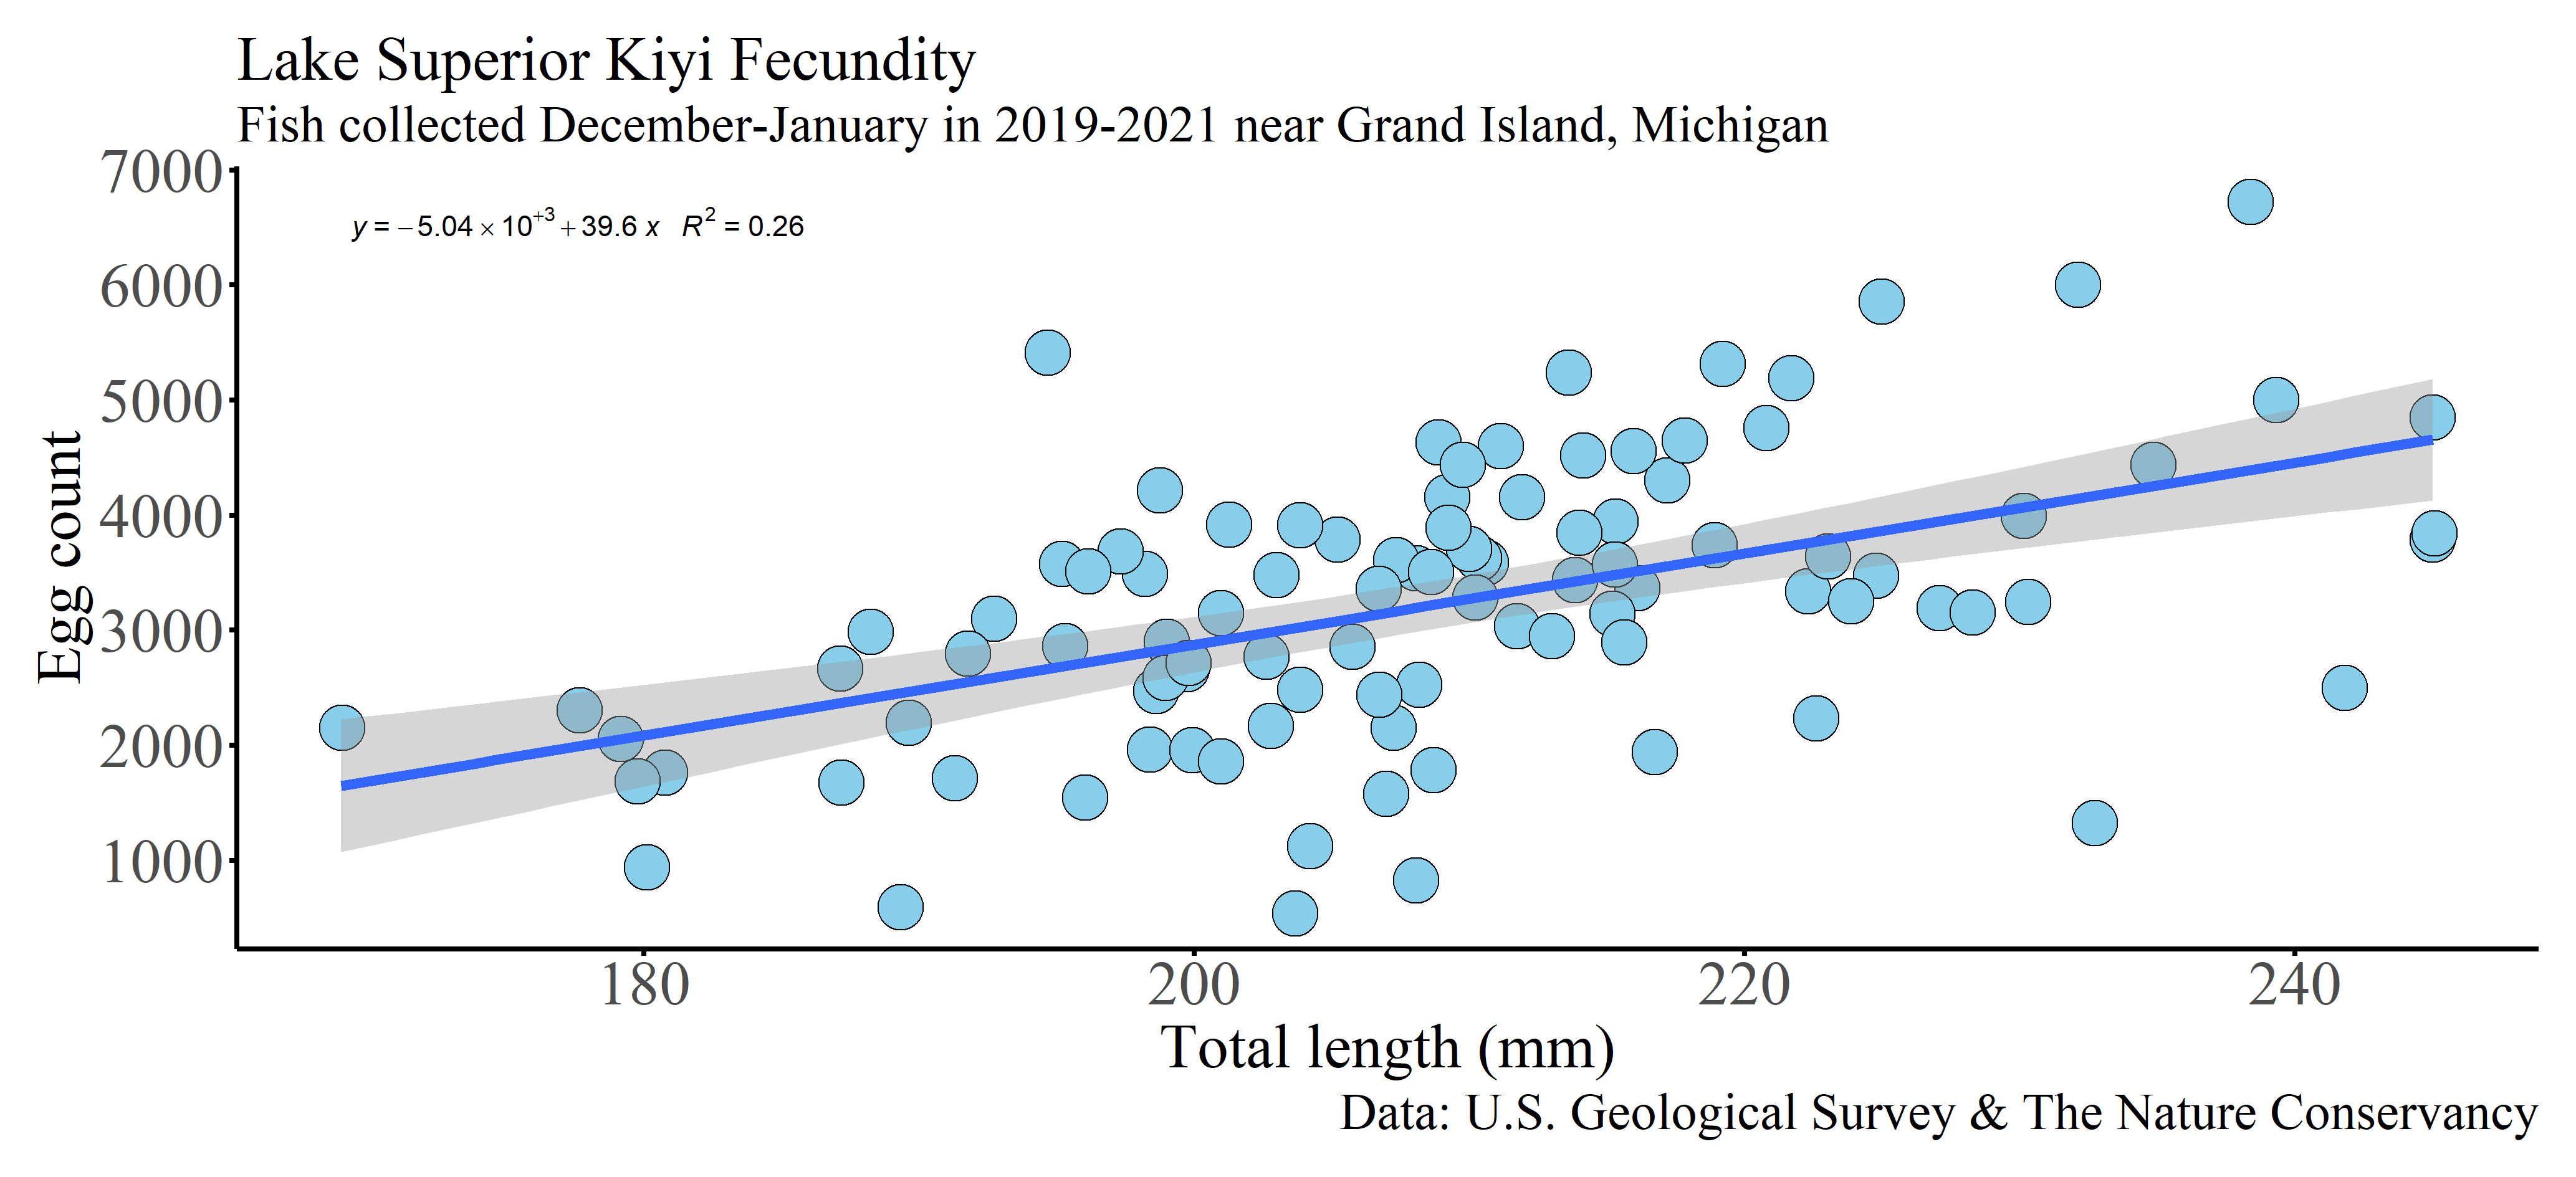 Lake Superior Kiyi Fecundity
Fish collected December-January in 2019-2021 near Grand Island, Michigan
y = −5.04 × 10⁺³ + 39.6 x R² = 0.26
Egg count
7000
6000
5000
4000
3000
2000
1000
180 200 220 240
Total length (mm)
Data: U.S. Geological Survey & The Nature Conservancy